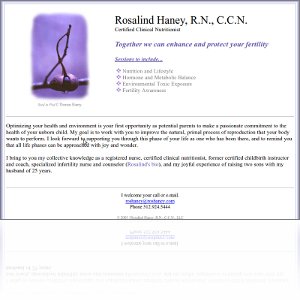 Rosalind Haney, R.N., C.C.N.
Certified Clinical Nutritionist
Together we can enhance and protect your fertility
Services to include...
Nutrition and Lifestyle
Hormone and Metabolic Balance
Environmental Toxic Exposure
Fertility Awareness
Optimizing your health and environment is your first opportunity as potential parents to make a passionate commitment to the
health of your unborn child. My goal is to work with you to improve the natural, primal process of reproduction that your body
wants to perform. I look forward to supporting you through this phase of your life as one who has been there, and to remind you
that all life phases can be approached with joy and wonder.
I bring to you my collective knowledge as a registered nurse, certified clinical nutritionist, former certified childbirth instructor
and coach, specialized infertility nurse and counselor (Rosalind's bio), and my joyful experience of raising two sons with my
husband of 25 years.
I welcome your call or e-mail.
Phone 512.924.5444
Rosalind Haney, R.N. C.C.N., LLC